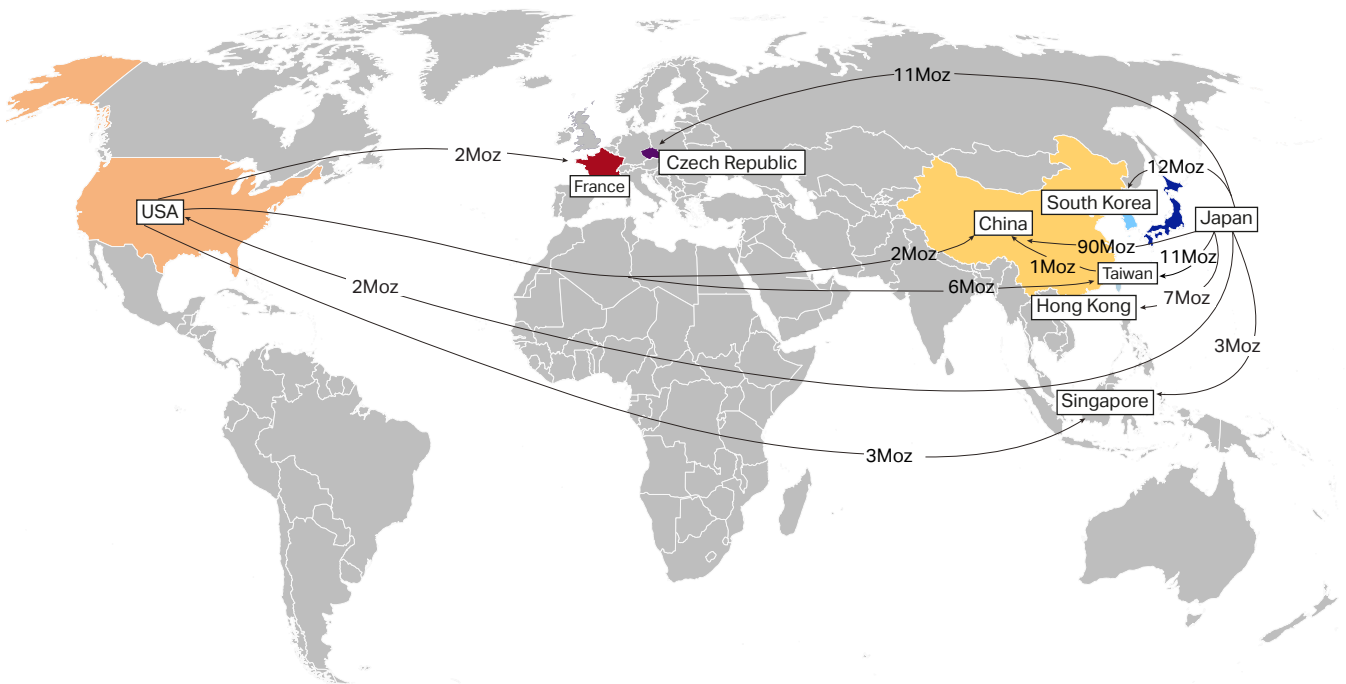 11Moz
2Moz
Czech Republic
12Moz
France
South Korea
USA
Japan
China
90Moz
2Moz
1Moz
11Moz
Taiwan
2Moz
6Moz
7Moz
Hong Kong
3Moz
Singapore
3Moz